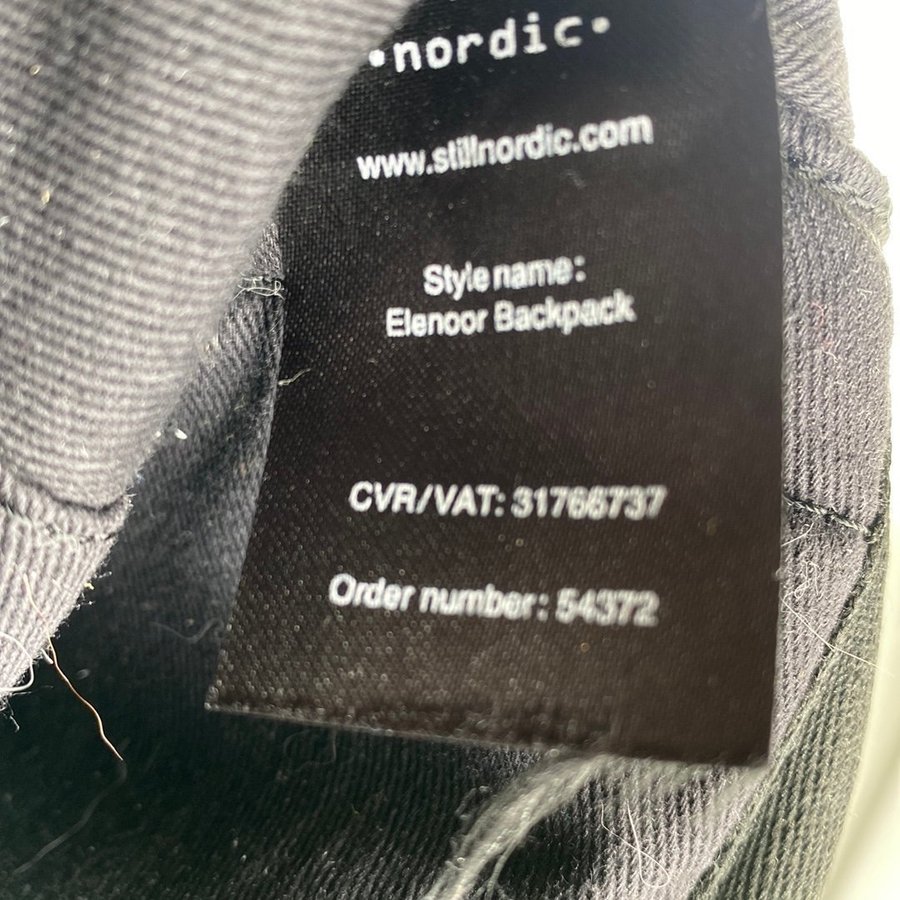 •nordic•
www.stillnordic.com
Style name:
Elenoor Backpack
CVR/VAT: 31766737
Order number: 54372